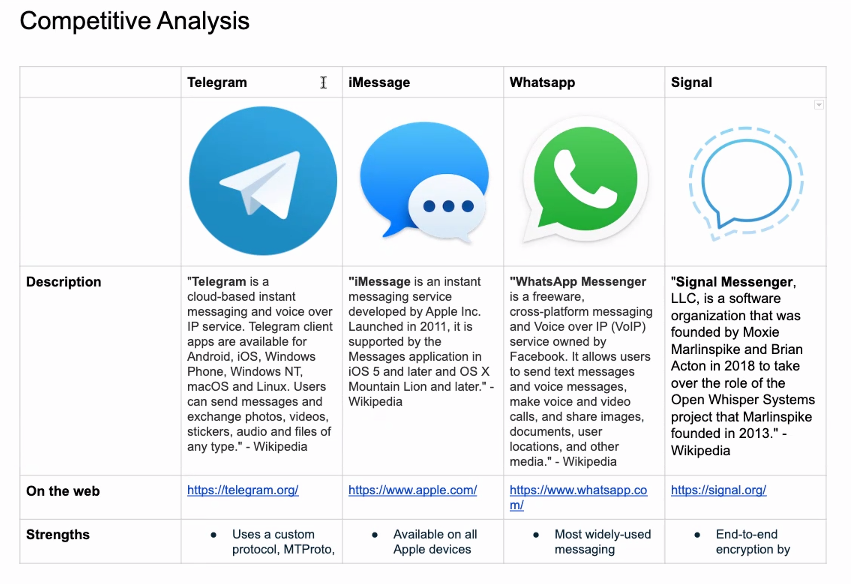 Competitive Analysis
Telegram
iMessage
Whatsapp
Signal
Description
"Telegram is a
cloud-based instant
messaging and voice over
IP service. Telegram client
apps are available for
Android, iOS, Windows
Phone, Windows NT,
macOS and Linux. Users
can send messages and
exchange photos, videos,
stickers, audio and files of
any type." - Wikipedia
"iMessage is an instant
messaging service
developed by Apple Inc.
Launched in 2011, it is
supported by the
Messages application in
iOS 5 and later and OS X
Mountain Lion and later." -
Wikipedia
"WhatsApp Messenger
is a freeware,
cross-platform messaging
and Voice over IP (VoIP)
service owned by
Facebook. It allows users
to send text messages
and voice messages,
make voice and video
calls, and share images,
documents, user
locations, and other
media." - Wikipedia
"Signal Messenger,
LLC, is a software
organization that was
founded by Moxie
Marlinspike and Brian
Acton in 2018 to take
over the role of the
Open Whisper Systems
project that Marlinspike
founded in 2013." -
Wikipedia
On the web
https://telegram.org/
https://www.apple.com/
https://www.whatsapp.co
m/
https://signal.org/
Strengths
● Uses a custom
protocol, MTProto,
● Available on all
Apple devices
● Most widely-used
messaging
● End-to-end
encryption by